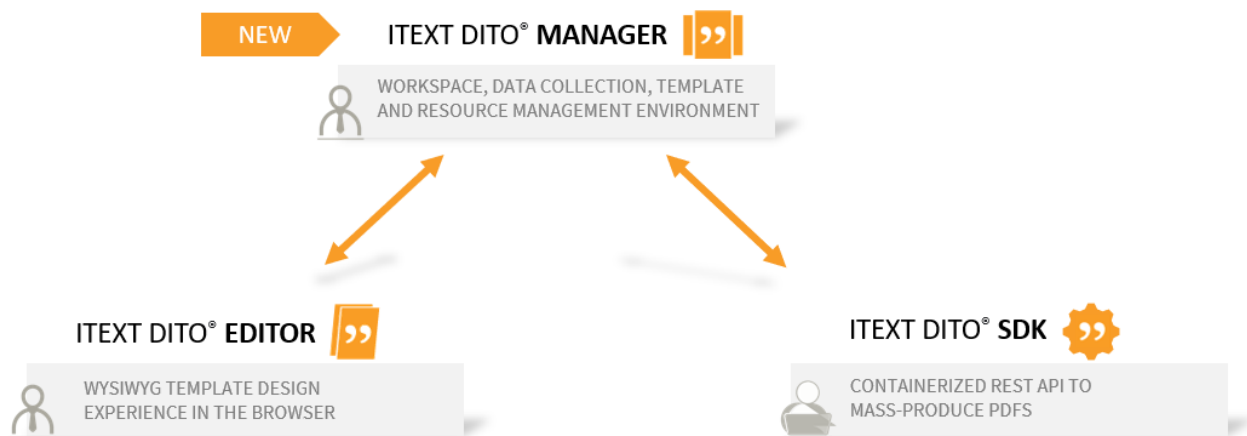 NEW
ITEXT DITO® MANAGER
WORKSPACE, DATA COLLECTION, TEMPLATE
AND RESOURCE MANAGEMENT ENVIRONMENT
ITEXT DITO® EDITOR
WYSIWYG TEMPLATE DESIGN
EXPERIENCE IN THE BROWSER
ITEXT DITO® SDK
CONTAINERIZED REST API TO
MASS-PRODUCE PDFS